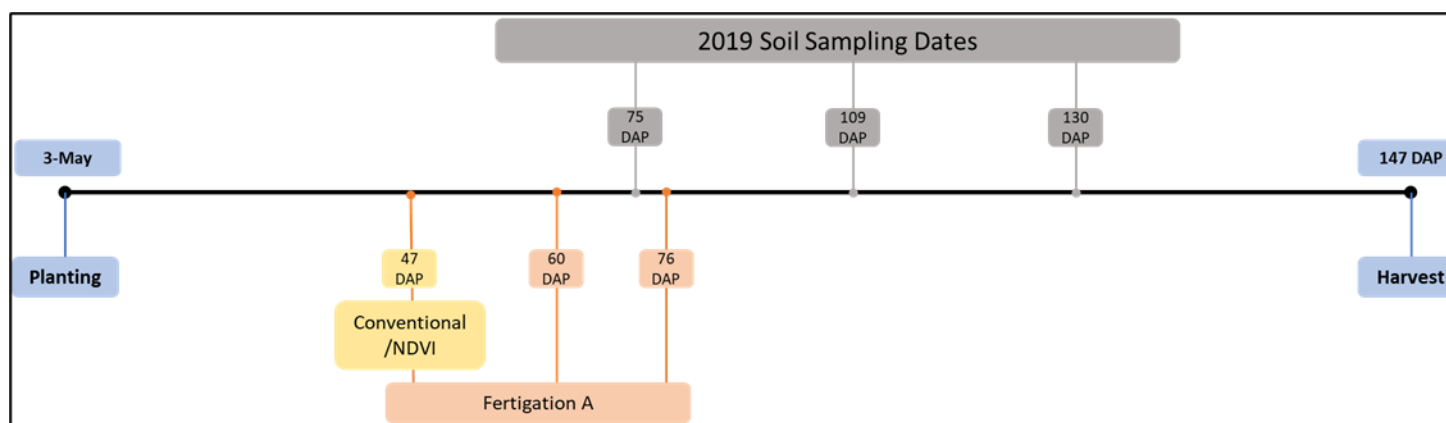 2019 Soil Sampling Dates
75
DAP
109
DAP
130
DAP
3-May
147 DAP
Planting
47
DAP
60
DAP
76
DAP
Harvest
Conventional
/NDVI
Fertigation A